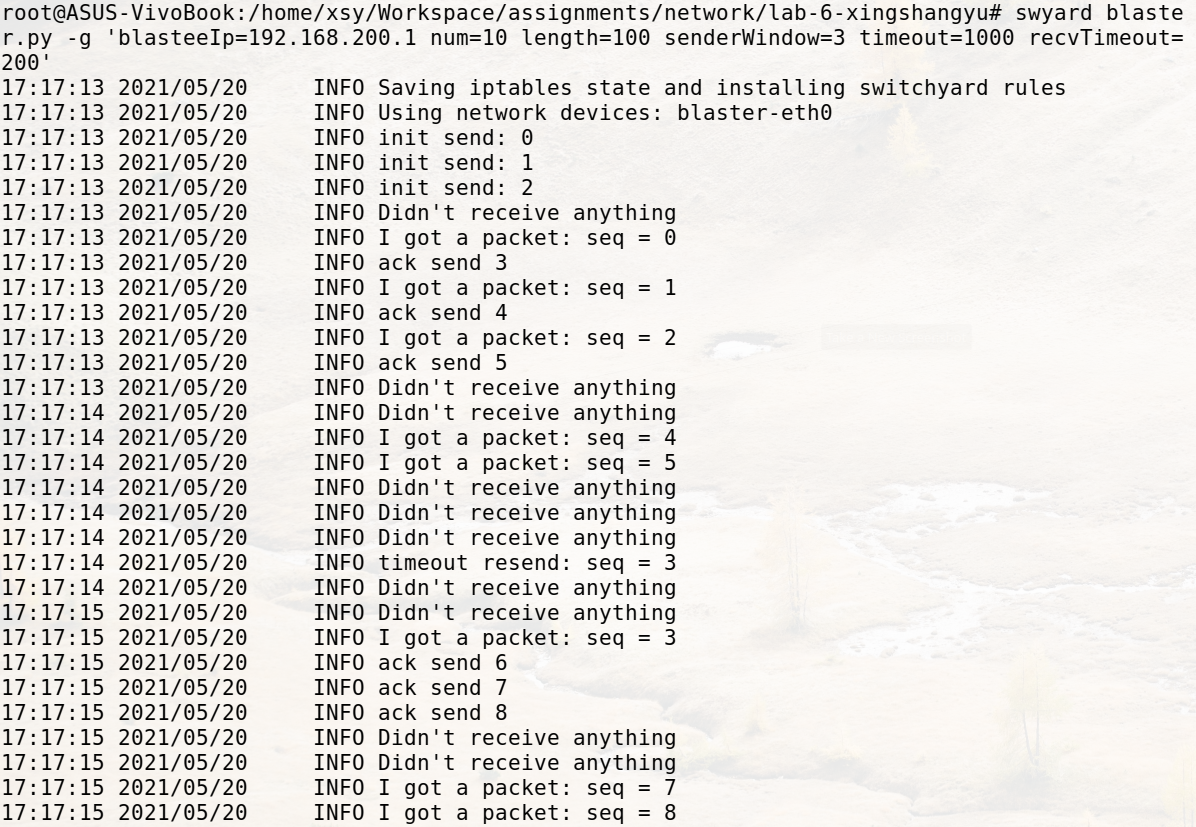 root@ASUS-VivoBook:/home/xsy/Workspace/assignments/network/lab-6-xingshangyu# swyard blaste
r.py -g 'blasteeIp=192.168.200.1 num=10 length=100 senderWindow=3 timeout=1000 recvTimeout=
200'
17:17:13 2021/05/20     INFO Saving iptables state and installing switchyard rules
17:17:13 2021/05/20     INFO Using network devices: blaster-eth0
17:17:13 2021/05/20     INFO init send: 0
17:17:13 2021/05/20     INFO init send: 1
17:17:13 2021/05/20     INFO init send: 2
17:17:13 2021/05/20     INFO Didn't receive anything
17:17:13 2021/05/20     INFO I got a packet: seq = 0
17:17:13 2021/05/20     INFO ack send 3
17:17:13 2021/05/20     INFO I got a packet: seq = 1
17:17:13 2021/05/20     INFO ack send 4
17:17:13 2021/05/20     INFO I got a packet: seq = 2
17:17:13 2021/05/20     INFO ack send 5
17:17:13 2021/05/20     INFO Didn't receive anything
17:17:14 2021/05/20     INFO Didn't receive anything
17:17:14 2021/05/20     INFO I got a packet: seq = 4
17:17:14 2021/05/20     INFO I got a packet: seq = 5
17:17:14 2021/05/20     INFO Didn't receive anything
17:17:14 2021/05/20     INFO Didn't receive anything
17:17:14 2021/05/20     INFO Didn't receive anything
17:17:14 2021/05/20     INFO timeout resend: seq = 3
17:17:14 2021/05/20     INFO Didn't receive anything
17:17:15 2021/05/20     INFO Didn't receive anything
17:17:15 2021/05/20     INFO I got a packet: seq = 3
17:17:15 2021/05/20     INFO ack send 6
17:17:15 2021/05/20     INFO ack send 7
17:17:15 2021/05/20     INFO ack send 8
17:17:15 2021/05/20     INFO Didn't receive anything
17:17:15 2021/05/20     INFO Didn't receive anything
17:17:15 2021/05/20     INFO I got a packet: seq = 7
17:17:15 2021/05/20     INFO I got a packet: seq = 8